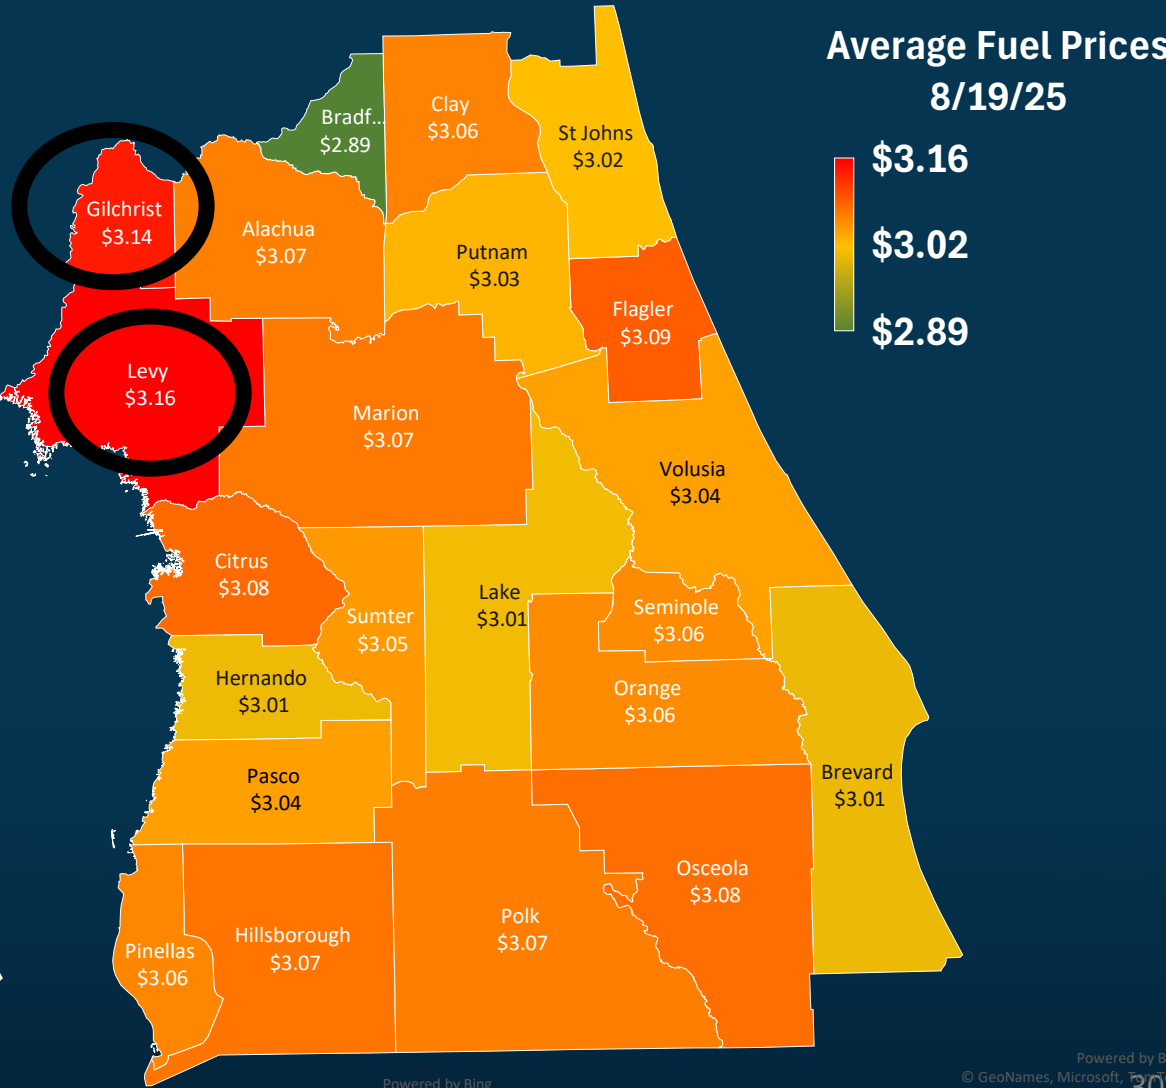 Average Fuel Prices
8/19/25
$3.16
$3.02
$2.89
Bradf...
$2.89
Clay
$3.06
St Johns
$3.02
Gilchrist
$3.14
Alachua
$3.07
Putnam
$3.03
Flagler
$3.09
Levy
$3.16
Marion
$3.07
Volusia
$3.04
Citrus
$3.08
Sumter
$3.05
Lake
$3.01
Seminole
$3.06
Hernando
$3.01
Orange
$3.06
Pasco
$3.04
Brevard
$3.01
Osceola
$3.08
Polk
$3.07
Hillsborough
$3.07
Pinellas
$3.06
Powered by Bing
Powered by B
© GeoNames, Microsoft,
30